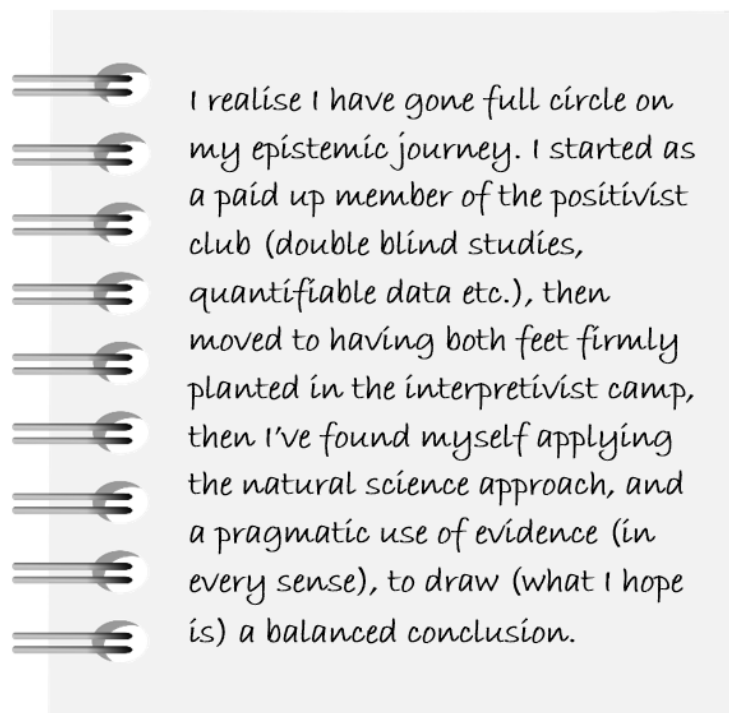 I realise I have gone full circle on
my epistemic journey. I started as
a paid up member of the positivist
club (double blind studies,
quantifiable data etc.), then
moved to having both feet firmly
planted in the interpretivist camp,
then I've found myself applying
the natural science approach, and
a pragmatic use of evidence (in
every sense), to draw (what I hope
is) a balanced conclusion.